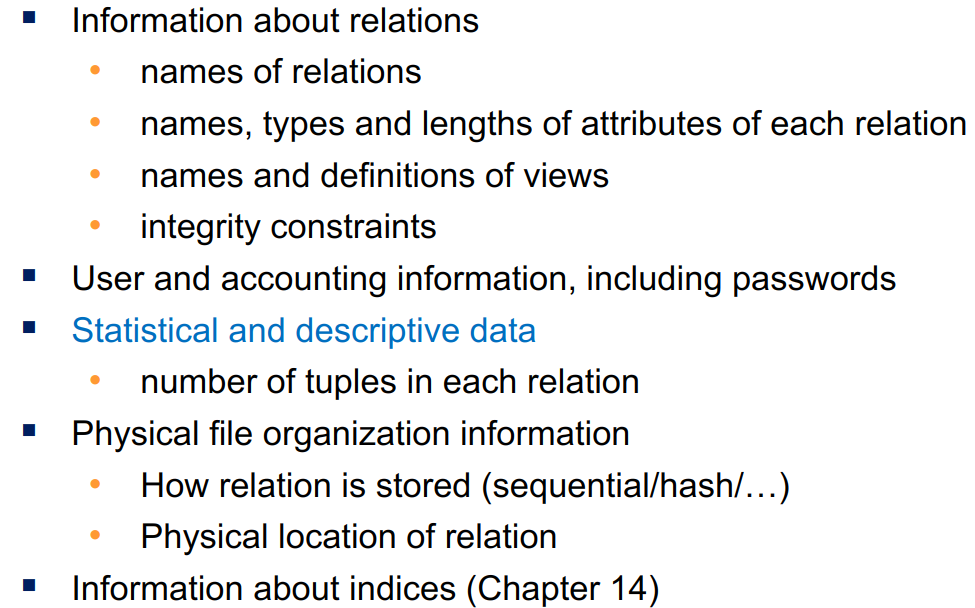 Information about relations
names of relations
names, types and lengths of attributes of each relation
names and definitions of views
integrity constraints
User and accounting information, including passwords
Statistical and descriptive data
number of tuples in each relation
Physical file organization information
How relation is stored (sequential/hash/…)
Physical location of relation
Information about indices (Chapter 14)